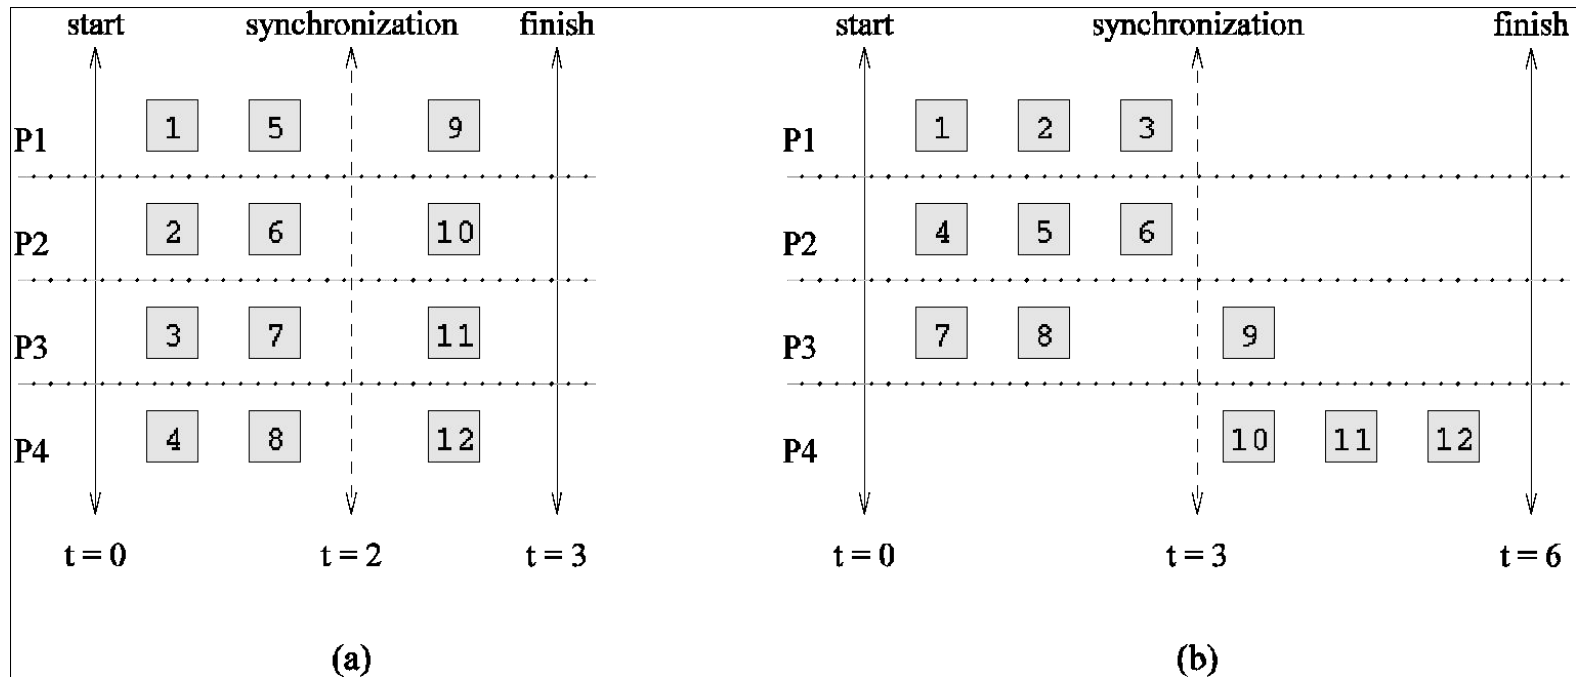 start synchronization finish
P1 1 5 9
P2 2 6 10
P3 3 7 11
P4 4 8 12
t = 0 t = 2 t = 3
(a)
start synchronization finish
P1 1 2 3
P2 4 5 6
P3 7 8 9
P4 10 11 12
t = 0 t = 3 t = 6
(b)